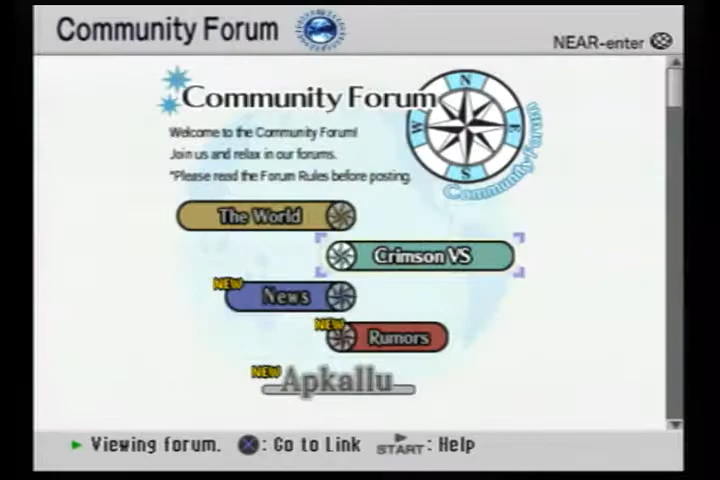 Community Forum
NEAR-enter
Community Forum
N
W
E
S
Community Forum
Welcome to the Community Forum!
Join us and relax in our forums.
*Please read the Forum Rules before posting.
The World
Crimson VS
NEW
News
NEW
Rumors
NEW
Apkallu
Viewing forum. X: Go to Link START: Help